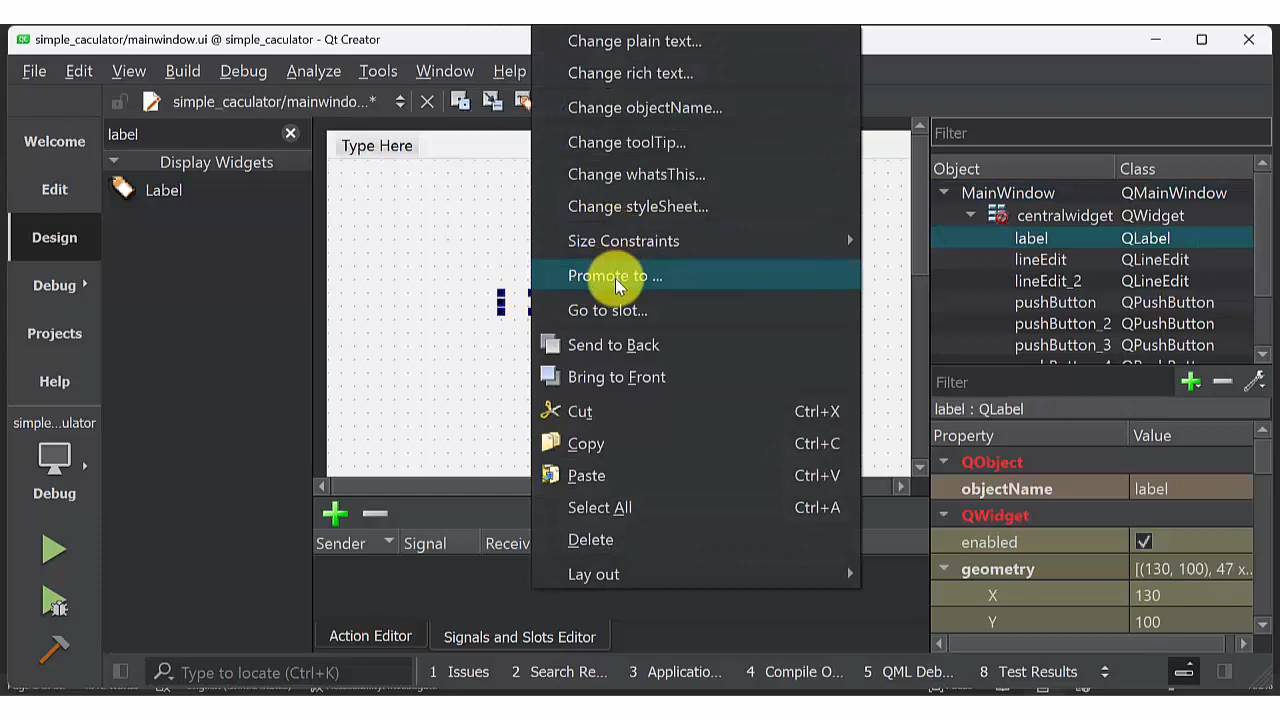 simple_caculator/mainwindow.ui @ simple_caculator - Qt Creator
File Edit View Build Debug Analyze Tools Window Help
simple_caculator/mainwindo...*
Welcome
Edit
Design
Debug
Projects
Help
simple...ulator
Debug
label
Display Widgets
Label
Type Here
Change plain text...
Change rich text...
Change objectName...
Change toolTip...
Change whatsThis...
Change styleSheet...
Size Constraints
Promote to ...
Go to slot...
Send to Back
Bring to Front
Cut Ctrl+X
Copy Ctrl+C
Paste Ctrl+V
Select All Ctrl+A
Delete
Lay out
Sender Signal Receiv
Action Editor Signals and Slots Editor
Filter
Object Class
MainWindow QMainWindow
centralwidget QWidget
label QLabel
lineEdit QLineEdit
lineEdit_2 QLineEdit
pushButton QPushButton
pushButton_2 QPushButton
pushButton_3 QPushButton
Filter
label : QLabel
Property Value
QObject
objectName label
QWidget
enabled
geometry [(130, 100), 47 x...
X 130
Y 100
Type to locate (Ctrl+K) 1 Issues 2 Search Re... 3 Applicatio... 4 Compile O... 5 QML Deb... 8 Test Results